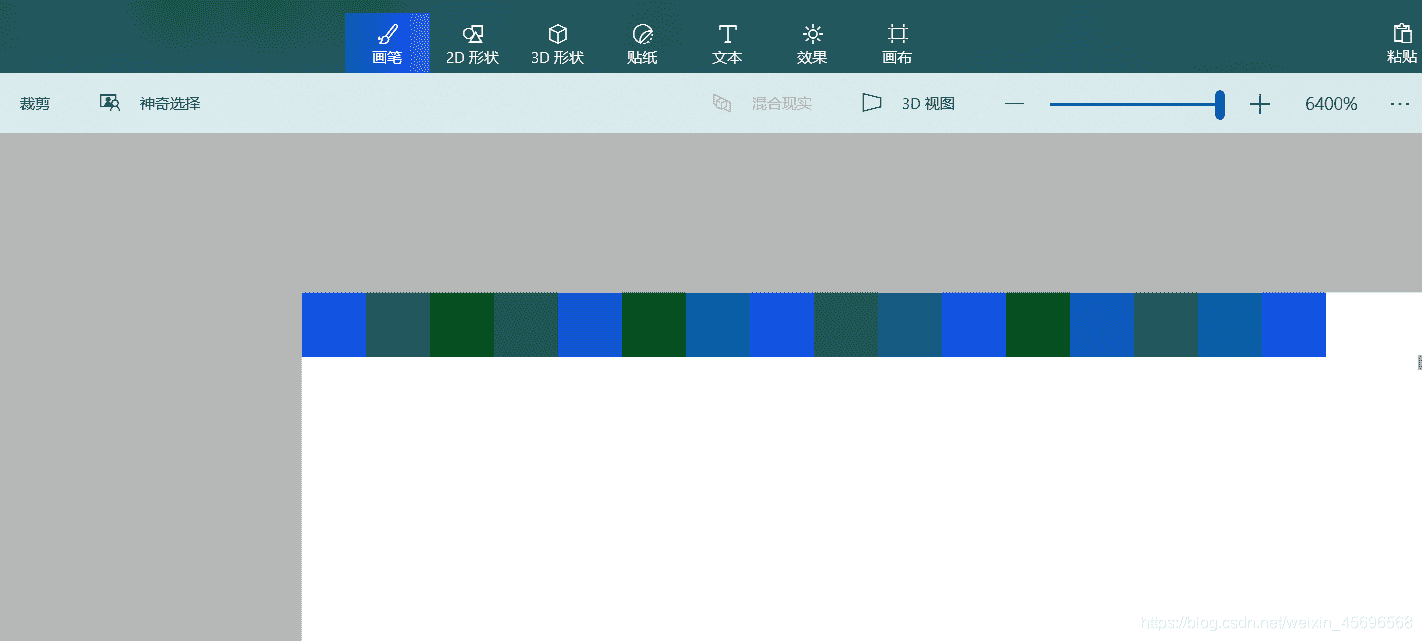 画笔 2D 形状 3D 形状 贴纸 文本 效果 画布 粘贴
裁剪 神奇选择 混合现实 3D 视图 6400%
https://blog.csdn.net/weixin_45696568